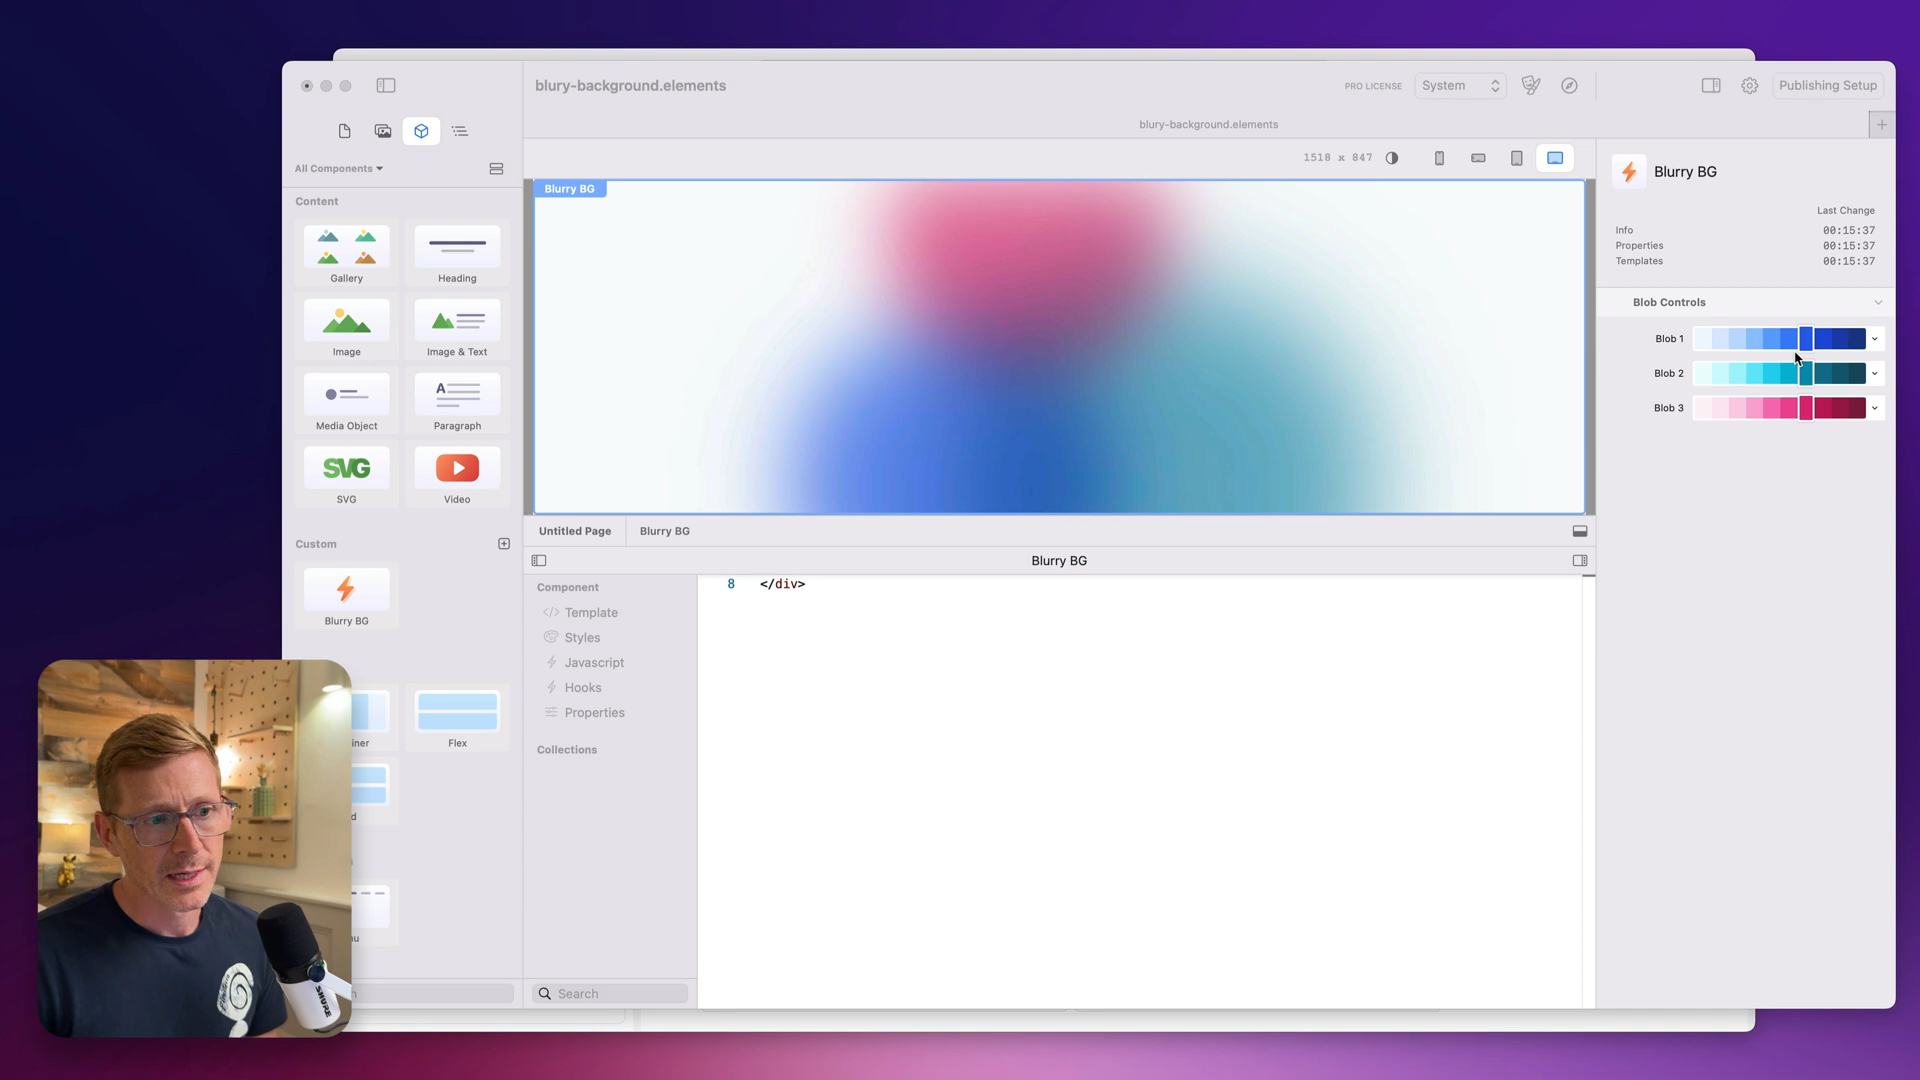 blury-background.elements
PRO LICENSE
System
Publishing Setup
blury-background.elements
All Components
1518 x 847
Blurry BG
Blurry BG
Last Change
Info 00:15:37
Properties 00:15:37
Templates 00:15:37
Blob Controls
Blob 1
Blob 2
Blob 3
Content
Gallery
Heading
Image
Image & Text
A
Media Object
Paragraph
SVG
SVG
Video
Custom
Blurry BG
Flex
Untitled Page
Blurry BG
Blurry BG
Component
Template
Styles
Javascript
Hooks
Properties
Collections
8 </div>
Search
SHURE